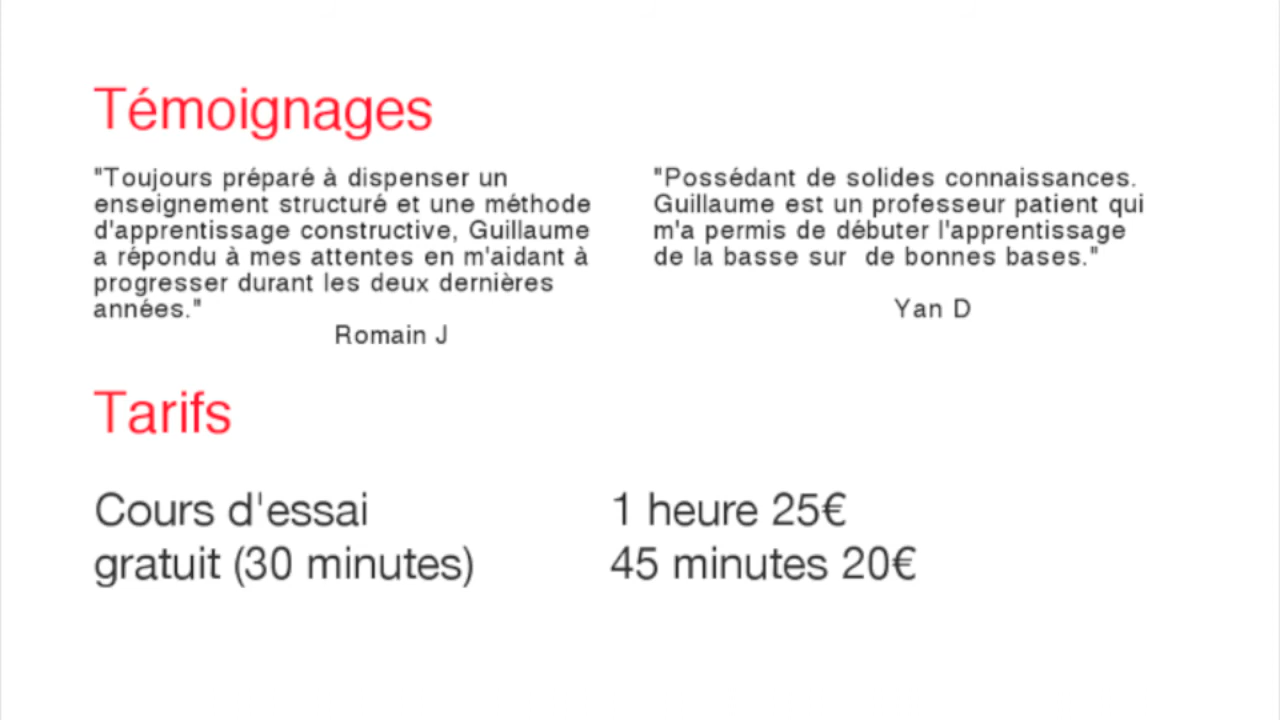 Témoignages
"Toujours préparé à dispenser un
enseignement structuré et une méthode
d'apprentissage constructive, Guillaume
a répondu à mes attentes en m'aidant à
progresser durant les deux dernières
années."
Romain J
"Possédant de solides connaissances.
Guillaume est un professeur patient qui
m'a permis de débuter l'apprentissage
de la basse sur  de bonnes bases."
Yan D
Tarifs
Cours d'essai
gratuit (30 minutes)
1 heure 25€
45 minutes 20€